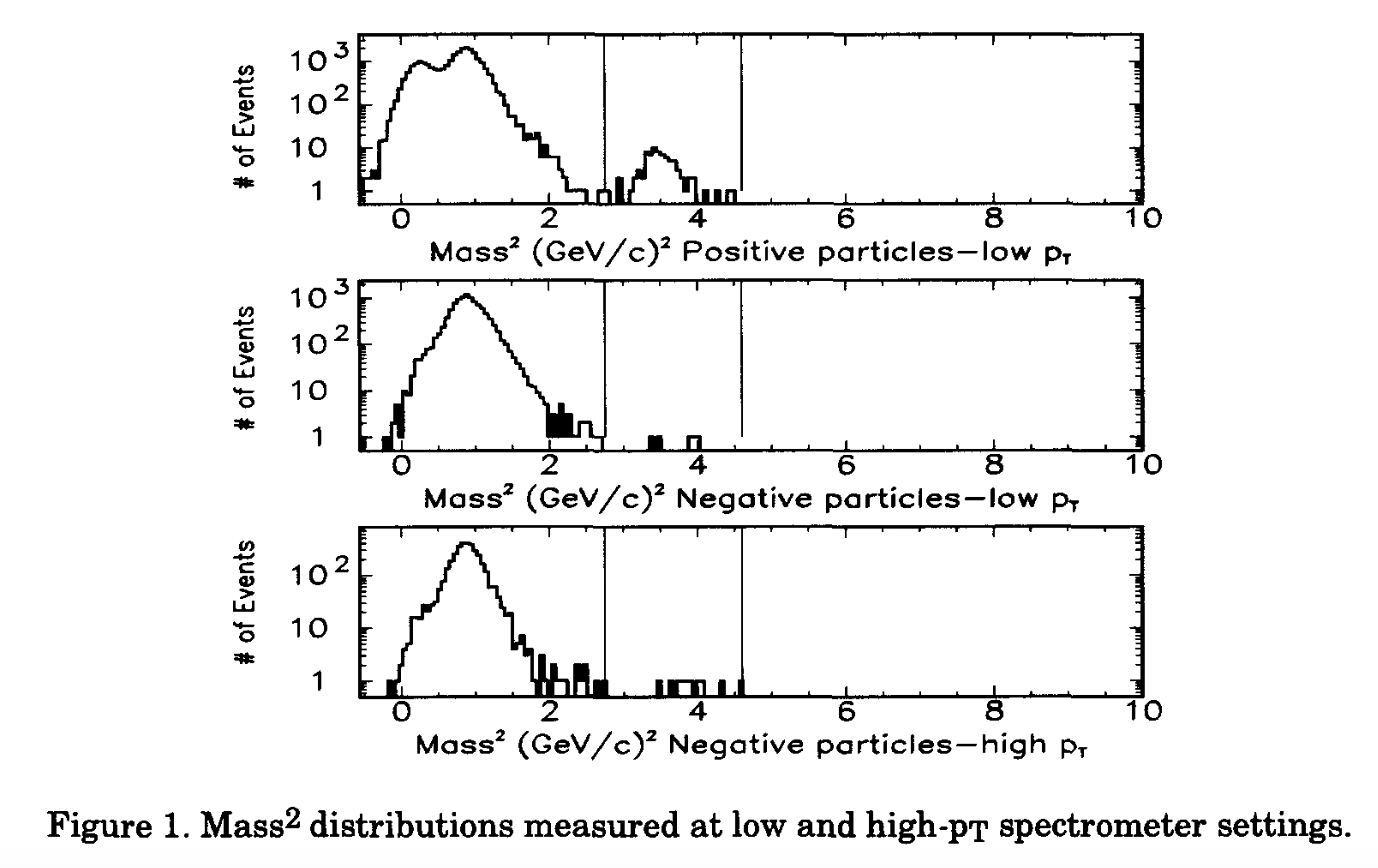 # of Events
10³
10²
10
1
0 2 4 6 8 10
Mass² (GeV/c)² Positive particles–low p_T
# of Events
10³
10²
10
1
0 2 4 6 8 10
Mass² (GeV/c)² Negative particles–low p_T
# of Events
10²
10
1
0 2 4 6 8 10
Mass² (GeV/c)² Negative particles–high p_T
Figure 1. Mass² distributions measured at low and high-p_T spectrometer settings.